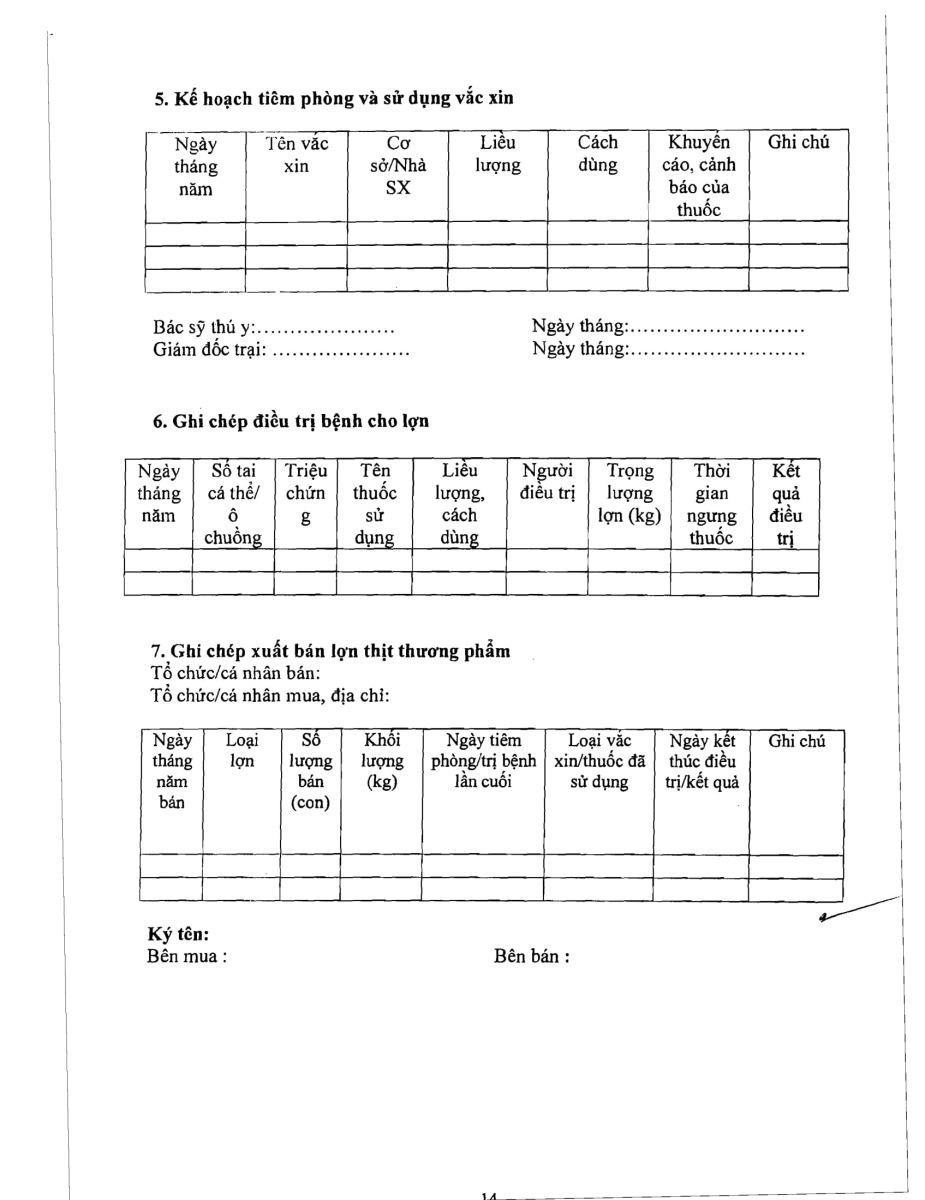 5. Kế hoạch tiêm phòng và sử dụng vắc xin
Ngày tháng năm | Tên vắc xin | Cơ sở/Nhà SX | Liều lượng | Cách dùng | Khuyến cáo, cảnh báo của thuốc | Ghi chú
Bác sỹ thú y:..................... Ngày tháng:...........................
Giám đốc trại: ..................... Ngày tháng:...........................
6. Ghi chép điều trị bệnh cho lợn
Ngày tháng năm | Số tai cá thể/ ô chuồng | Triệu chứng | Tên thuốc sử dụng | Liều lượng, cách dùng | Người điều trị | Trọng lượng lợn (kg) | Thời gian ngưng thuốc | Kết quả điều trị
7. Ghi chép xuất bán lợn thịt thương phẩm
Tổ chức/cá nhân bán:
Tổ chức/cá nhân mua, địa chỉ:
Ngày tháng năm bán | Loại lợn | Số lượng bán (con) | Khối lượng (kg) | Ngày tiêm phòng/trị bệnh lần cuối | Loại vắc xin/thuốc đã sử dụng | Ngày kết thúc điều trị/kết quả | Ghi chú
Ký tên:
Bên mua : Bên bán :
14